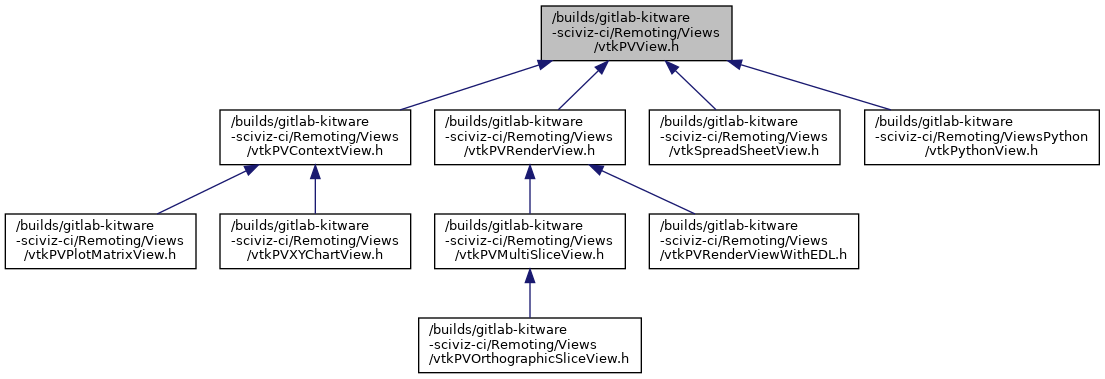 /builds/gitlab-kitware
-sciviz-ci/Remoting/Views
/vtkPVView.h
/builds/gitlab-kitware
-sciviz-ci/Remoting/Views
/vtkPVContextView.h
/builds/gitlab-kitware
-sciviz-ci/Remoting/Views
/vtkPVRenderView.h
/builds/gitlab-kitware
-sciviz-ci/Remoting/Views
/vtkSpreadSheetView.h
/builds/gitlab-kitware
-sciviz-ci/Remoting/ViewsPython
/vtkPythonView.h
/builds/gitlab-kitware
-sciviz-ci/Remoting/Views
/vtkPVPlotMatrixView.h
/builds/gitlab-kitware
-sciviz-ci/Remoting/Views
/vtkPVXYChartView.h
/builds/gitlab-kitware
-sciviz-ci/Remoting/Views
/vtkPVMultiSliceView.h
/builds/gitlab-kitware
-sciviz-ci/Remoting/Views
/vtkPVRenderViewWithEDL.h
/builds/gitlab-kitware
-sciviz-ci/Remoting/Views
/vtkPVOrthographicSliceView.h